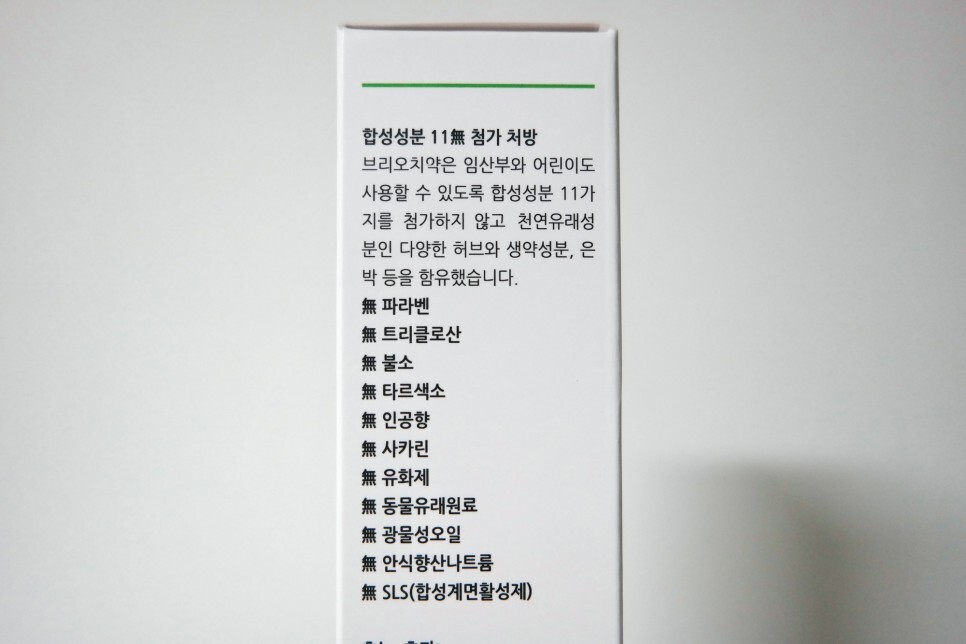 합성성분 11無 첨가 처방
브리오치약은 임산부와 어린이도
사용할 수 있도록 합성성분 11가
지를 첨가하지 않고 천연유래성
분인 다양한 허브와 생약성분, 은
박 등을 함유했습니다.
無 파라벤
無 트리클로산
無 불소
無 타르색소
無 인공향
無 사카린
無 유화제
無 동물유래원료
無 광물성오일
無 안식향산나트륨
無 SLS(합성계면활성제)